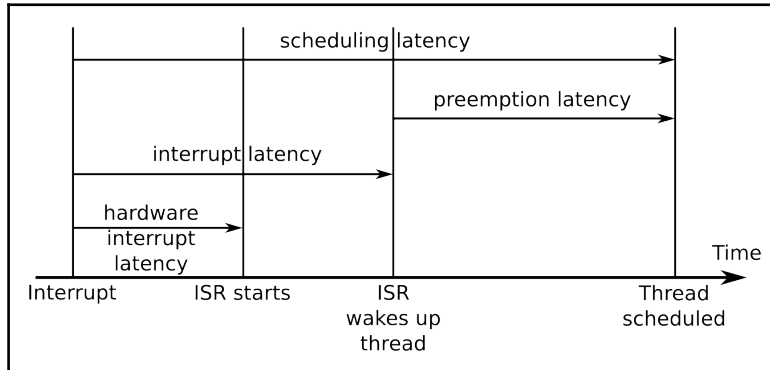 scheduling latency
preemption latency
interrupt latency
hardware
interrupt
latency
Time
Interrupt
ISR starts
ISR
wakes up
thread
Thread
scheduled